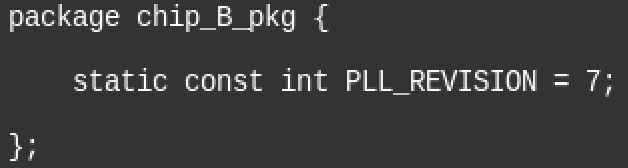 package chip_B_pkg {
static const int PLL_REVISION = 7;
};